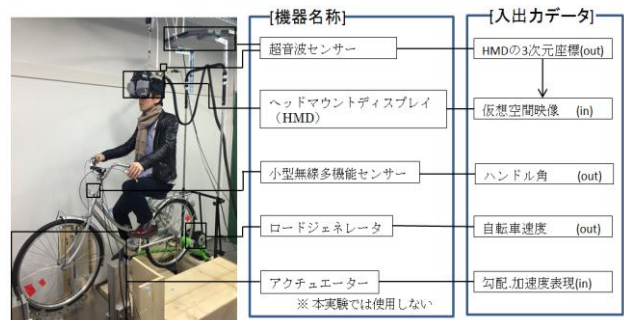 [機器名称]
[入出力データ]
超音波センサー
HMDの3次元座標(out)
ヘッドマウントディスプレイ
(HMD)
仮想空間映像 (in)
小型無線多機能センサー
ハンドル角 (out)
ロードジェネレータ
自転車速度 (out)
アクチュエーター
勾配.加速度表現(in)
※ 本実験では使用しない